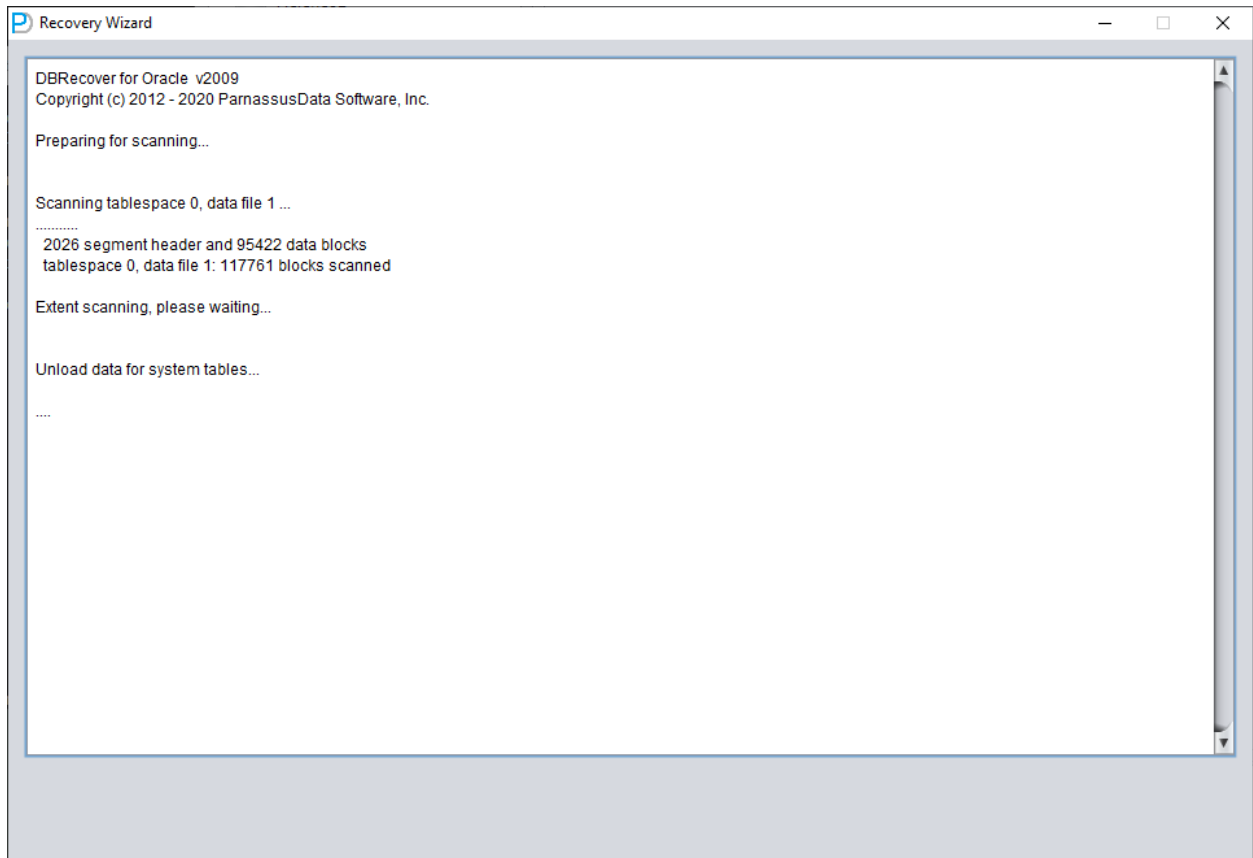 Recovery Wizard
DBRecover for Oracle v2009
Copyright (c) 2012 - 2020 ParnassusData Software, Inc.
Preparing for scanning...
Scanning tablespace 0, data file 1 ...
...........
2026 segment header and 95422 data blocks
tablespace 0, data file 1: 117761 blocks scanned
Extent scanning, please waiting...
Unload data for system tables...
....